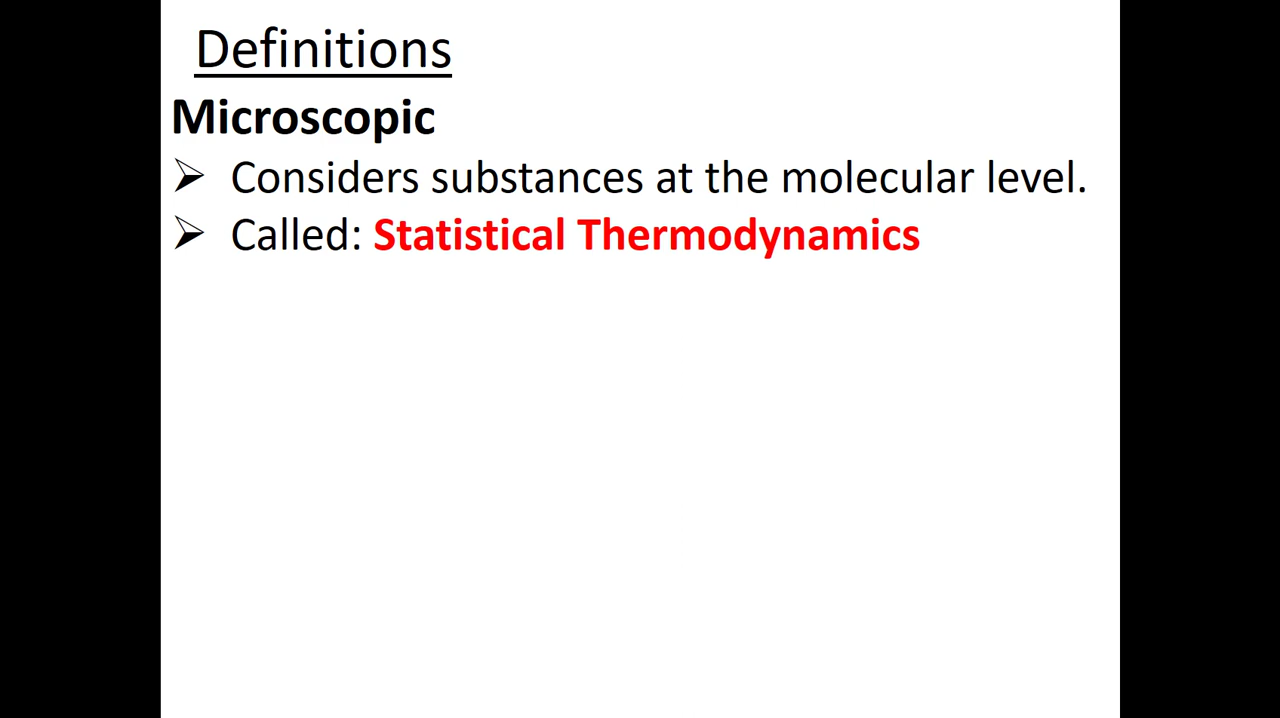 Definitions
Microscopic
➢ Considers substances at the molecular level.
➢ Called: Statistical Thermodynamics